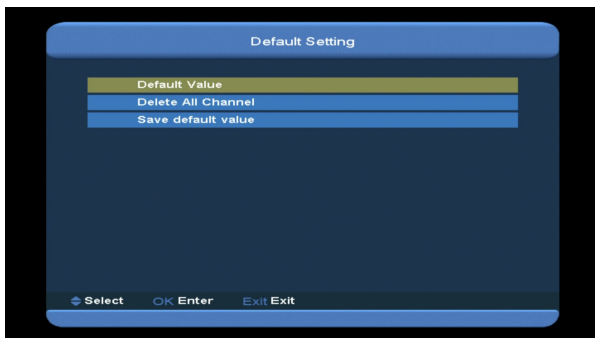 Default Setting
Default Value
Delete All Channel
Save default value
Select OK Enter Exit Exit